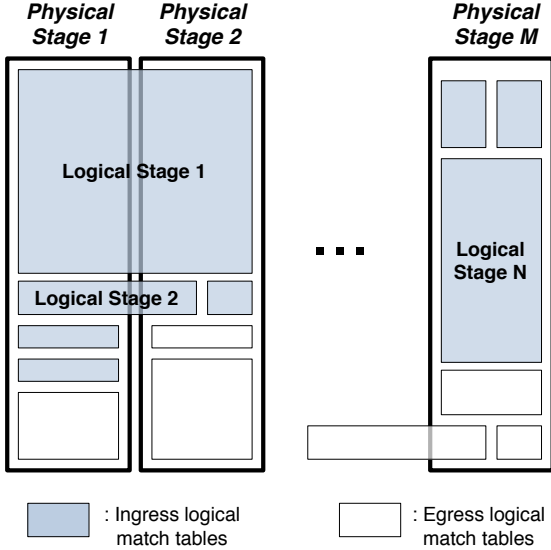 Physical Stage 1
Physical Stage 2
Physical Stage M
Logical Stage 1
Logical Stage 2
...
Logical
Stage N
: Ingress logical
match tables
: Egress logical
match tables